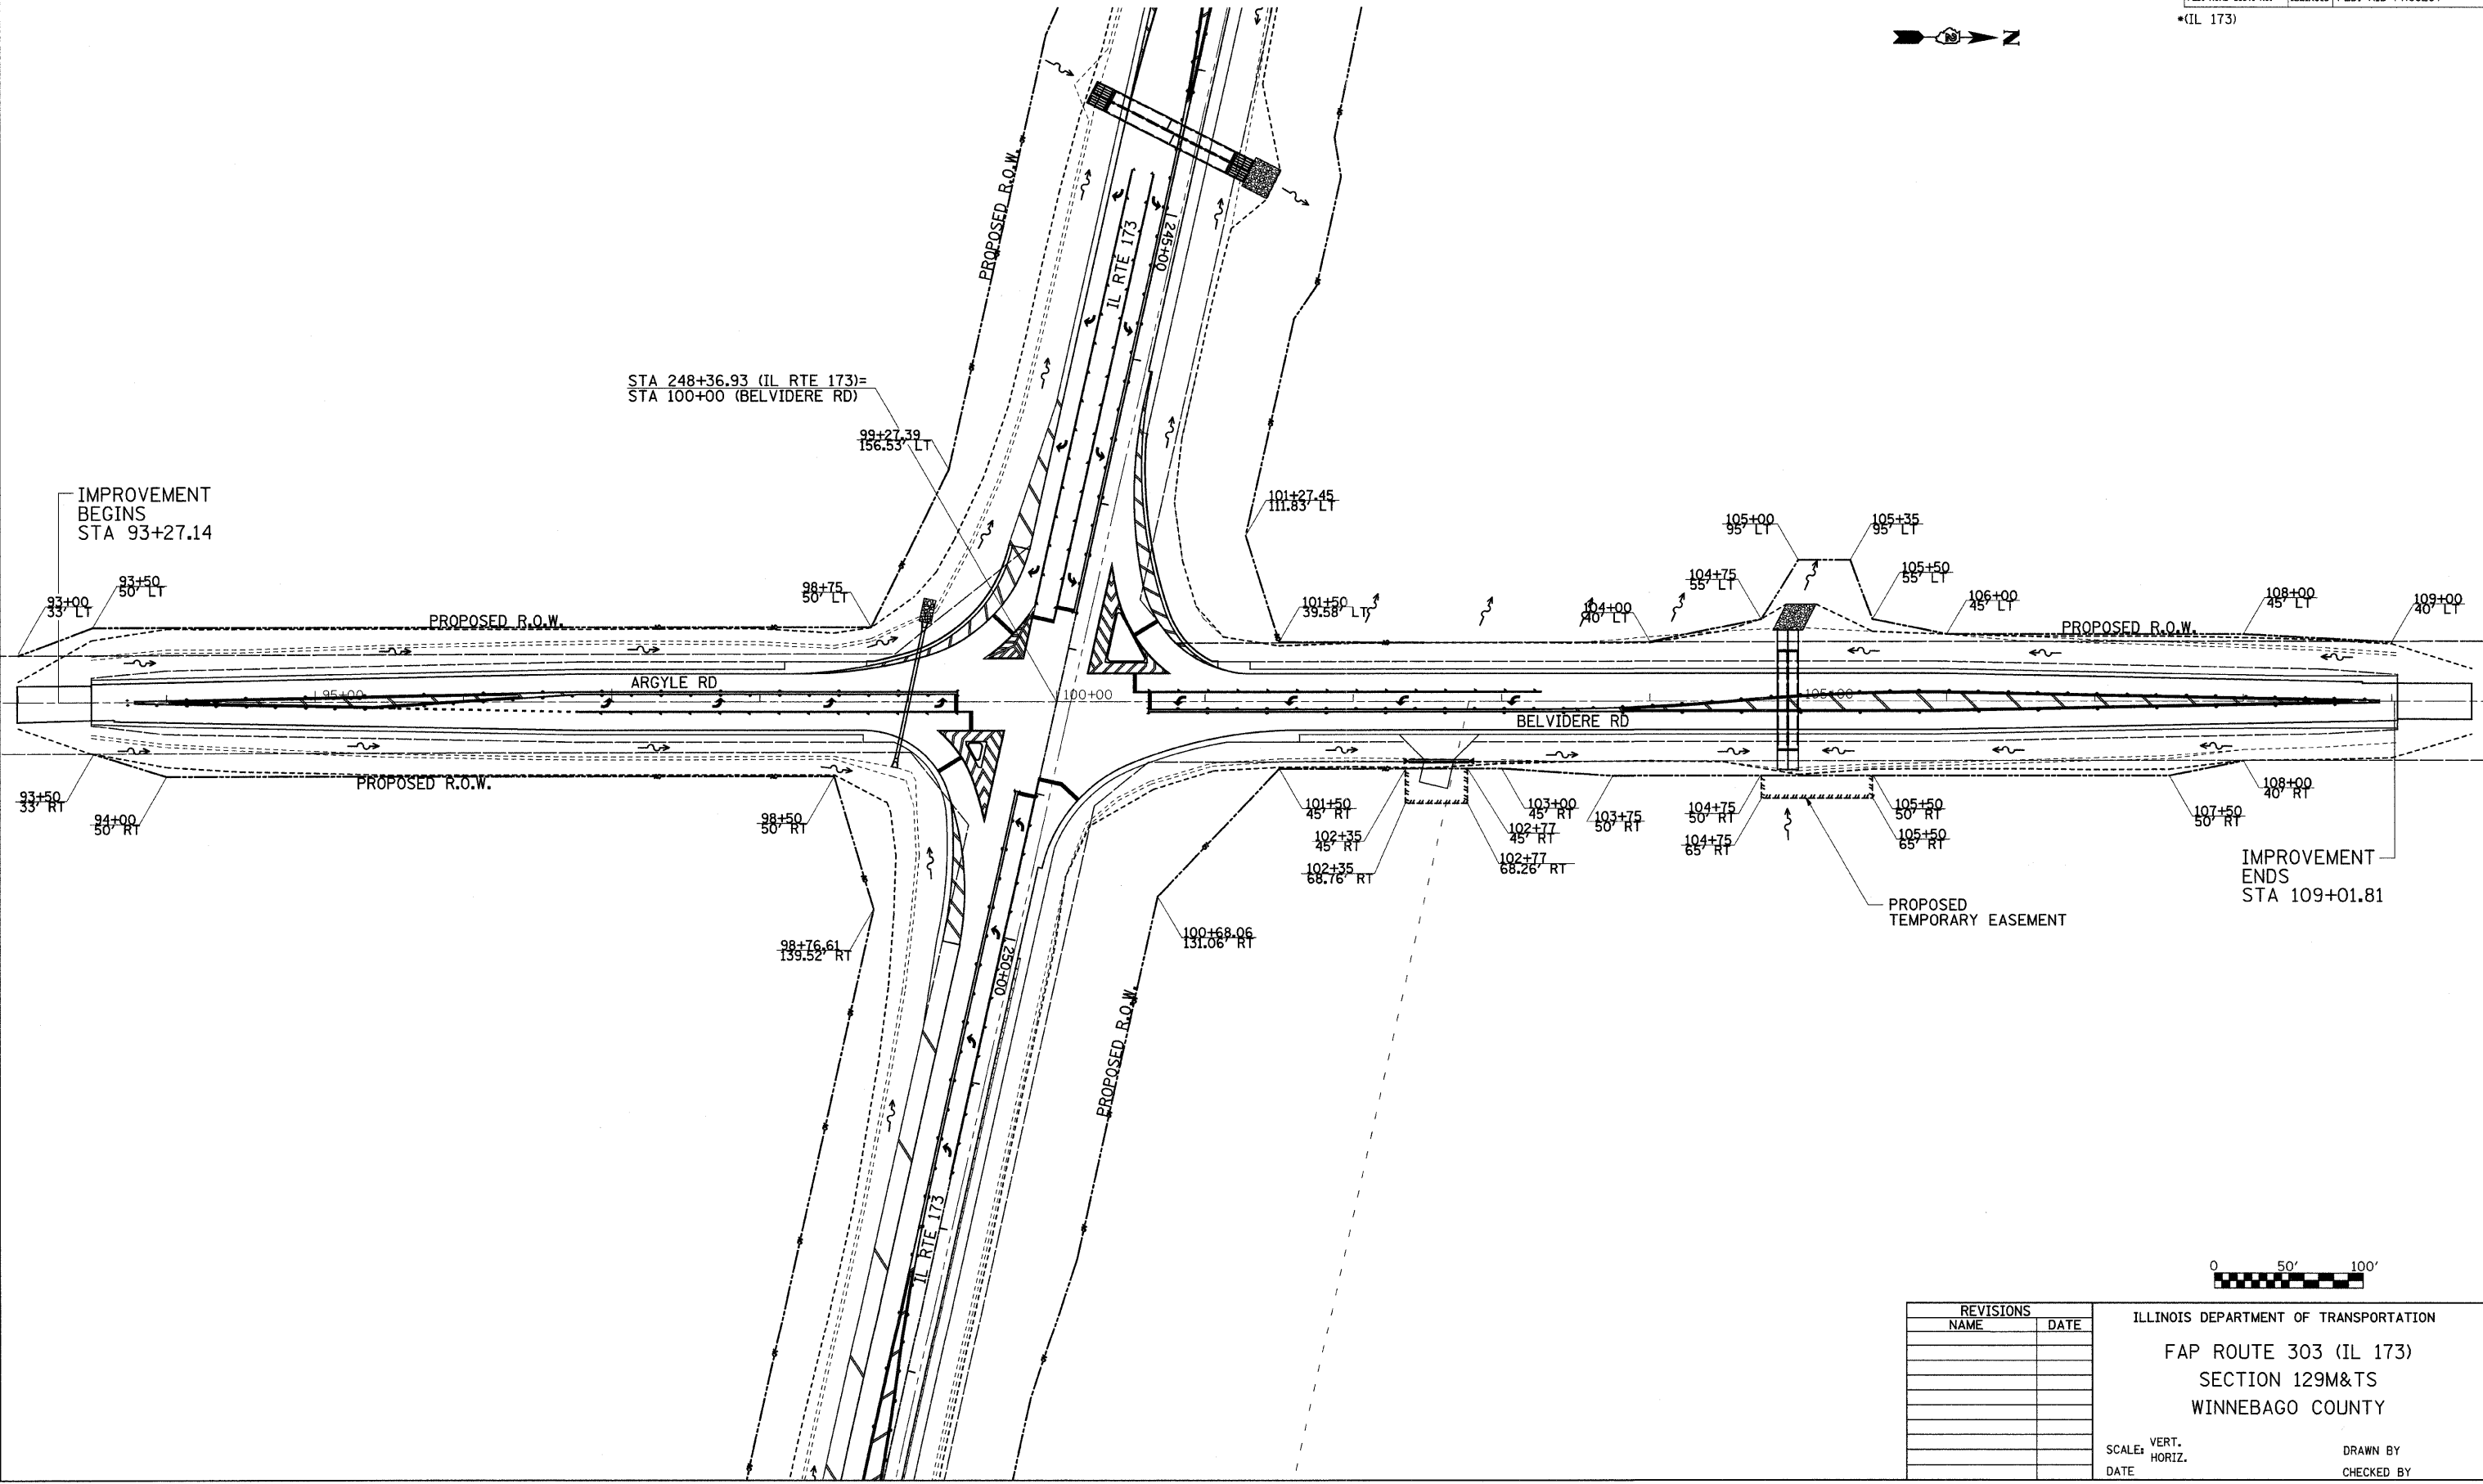 *(IL 173)
N
PROPOSED R.O.W.
IL RTE 173
245+00
STA 248+36.93 (IL RTE 173)=
STA 100+00 (BELVIDERE RD)
99+27.39
156.53' LT
IMPROVEMENT
BEGINS
STA 93+27.14
101+27.45
111.83' LT
105+00
95' LT
105+35
95' LT
93+00
33' LT
93+50
50' LT
98+75
50' LT
PROPOSED R.O.W.
101+50
39.58' LT
104+00
40' LT
104+75
55' LT
105+50
55' LT
106+00
45' LT
108+00
45' LT
109+00
40' LT
PROPOSED R.O.W.
ARGYLE RD
95+00
100+00
105+00
BELVIDERE RD
93+50
33' RT
94+00
50' RT
PROPOSED R.O.W.
98+50
50' RT
101+50
45' RT
102+35
45' RT
102+35
68.76' RT
103+00
45' RT
102+77
45' RT
102+77
68.26' RT
103+75
50' RT
104+75
50' RT
104+75
65' RT
105+50
50' RT
105+50
65' RT
107+50
50' RT
108+00
40' RT
IMPROVEMENT
ENDS
STA 109+01.81
PROPOSED
TEMPORARY EASEMENT
98+76.61
139.52' RT
100+68.06
131.06' RT
250+00
PROPOSED R.O.W.
IL RTE 173
0 50' 100'
REVISIONS
NAME DATE
ILLINOIS DEPARTMENT OF TRANSPORTATION
FAP ROUTE 303 (IL 173)
SECTION 129M&TS
WINNEBAGO COUNTY
SCALE: VERT.
HORIZ.
DATE
DRAWN BY
CHECKED BY